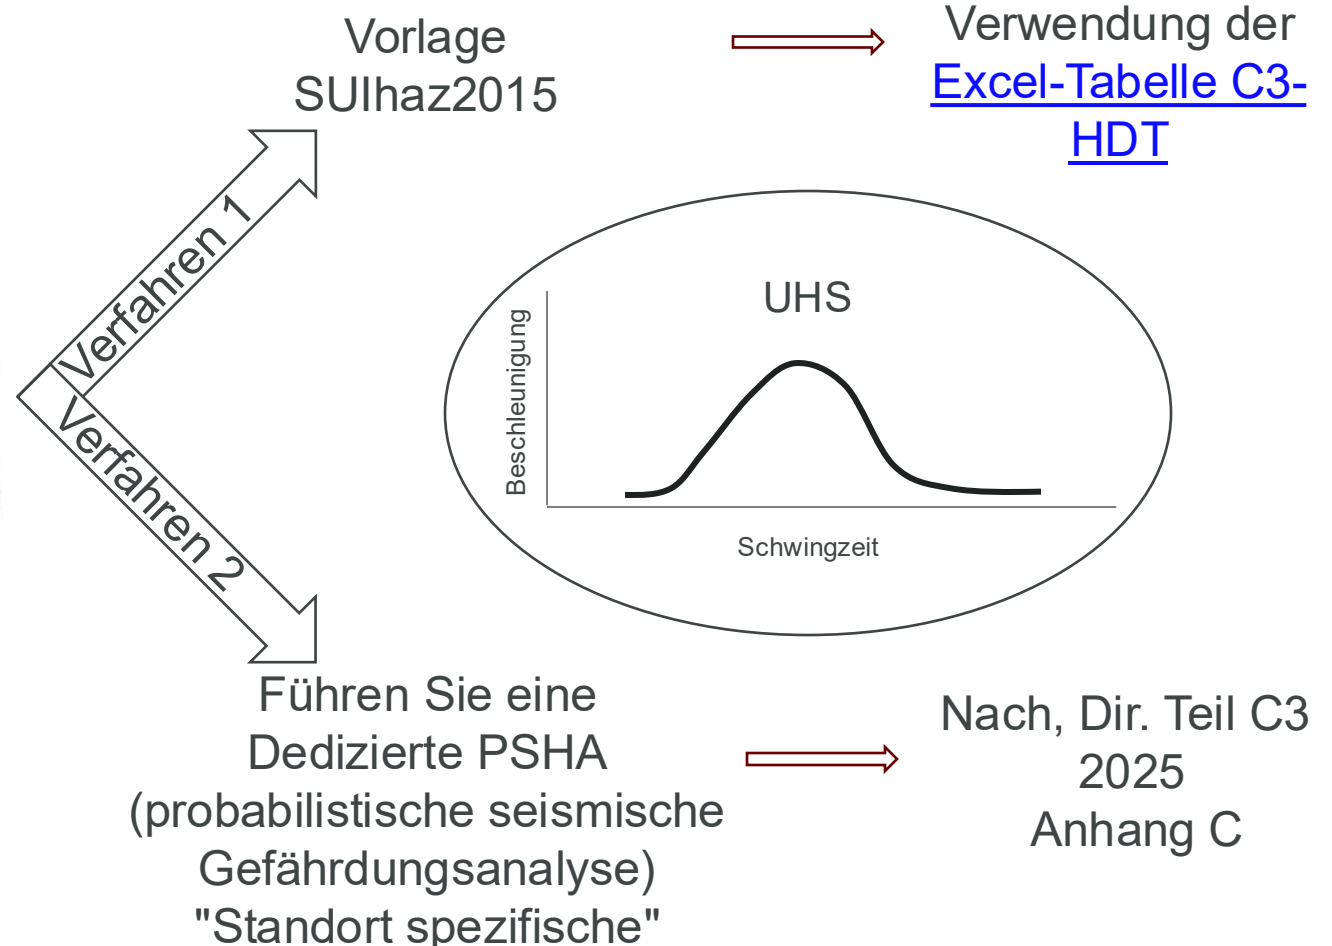 Vorlage
SUIhaz2015
Verwendung der
Excel-Tabelle C3-
HDT
Verfahren 1
UHS
Beschleunigung
Schwingzeit
Verfahren 2
Führen Sie eine
Dedizierte PSHA
(probabilistische seismische
Gefährdungsanalyse)
"Standort spezifische"
Nach, Dir. Teil C3
2025
Anhang C